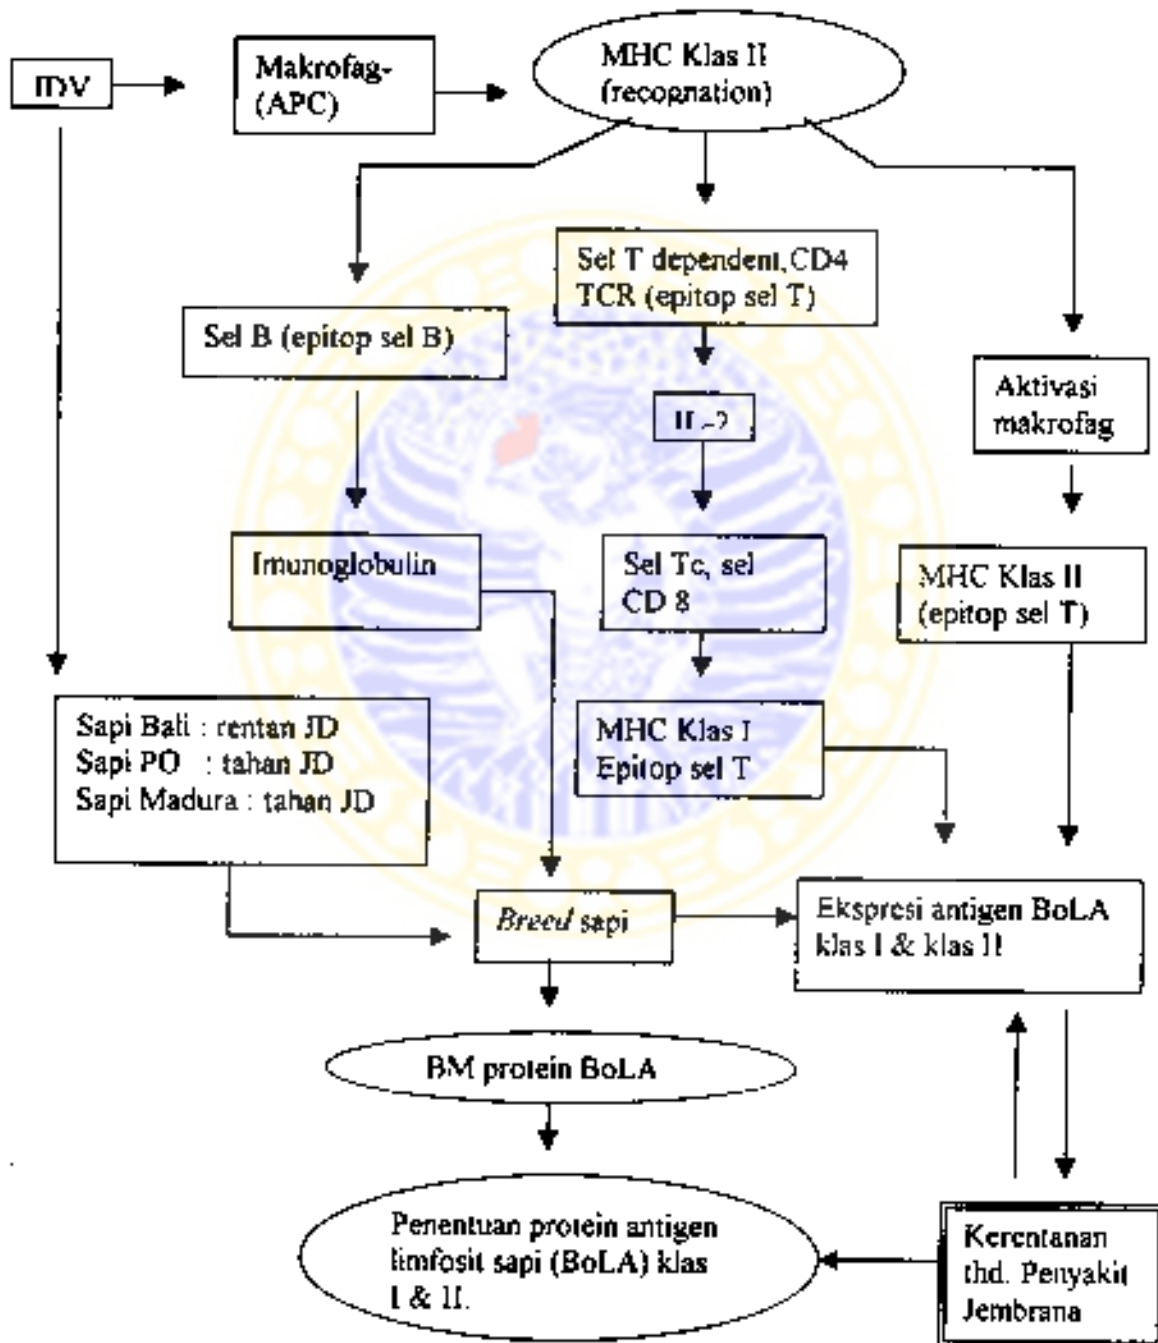 JDV
Makrofag-
(APC)
MHC Klas II
(recognation)
Sel T dependent,CD4
TCR (epitop sel T)
Sel B (epitop sel B)
IL-2
Aktivasi
makrofag
Imunoglobulin
Sel Tc, sel
CD 8
MHC Klas II
(epitop sel T)
Sapi Bali : rentan JD
Sapi PO : tahan JD
Sapi Madura : tahan JD
MHC Klas I
Epitop sel T
Breed sapi
Ekspresi antigen BoLA
klas I & klas II
BM protein BoLA
Penentuan protein antigen
limfosit sapi (BoLA) klas
I & II.
Kerentanan
thd. Penyakit
Jembrana